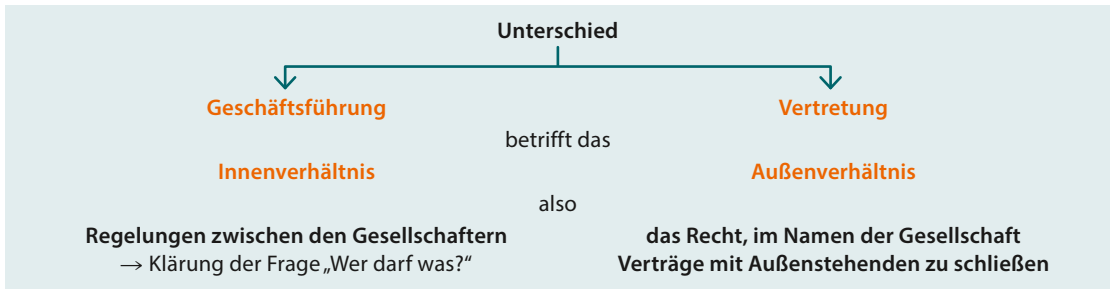 Unterschied
Geschäftsführung
Vertretung
betrifft das
Innenverhältnis
Außenverhältnis
also
Regelungen zwischen den Gesellschaftern
→ Klärung der Frage „Wer darf was?“
das Recht, im Namen der Gesellschaft
Verträge mit Außenstehenden zu schließen